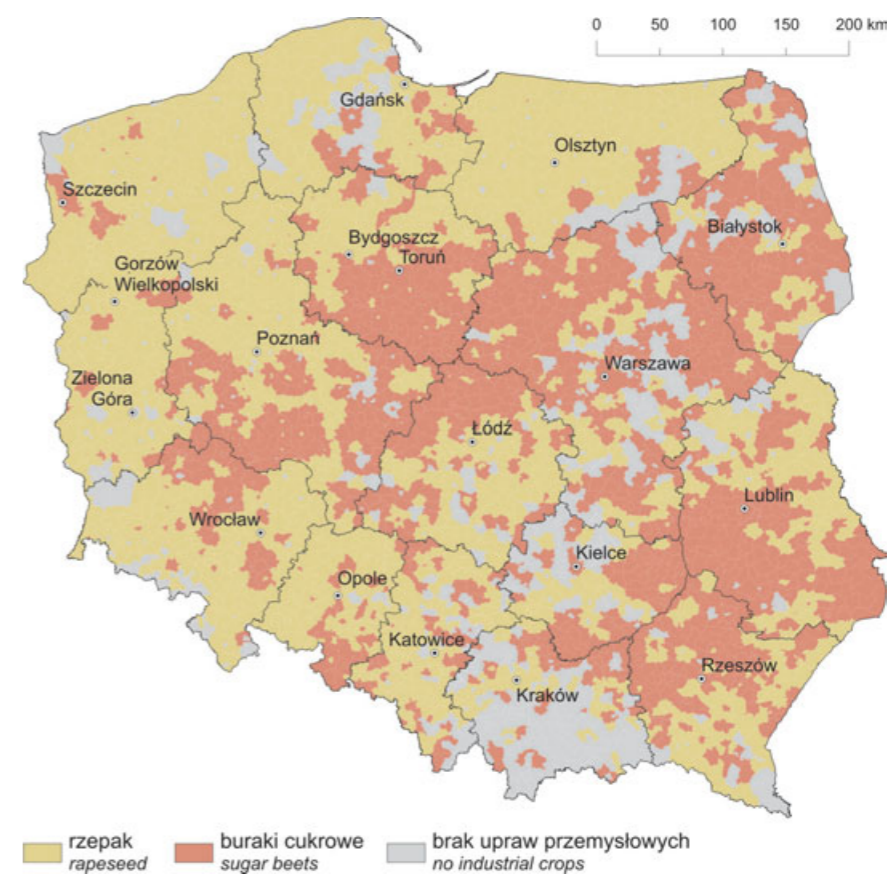 0 50 100 150 200 km
Gdańsk
Olsztyn
Szczecin
Białystok
Bydgoszcz
Toruń
Gorzów
Wielkopolski
Poznań
Warszawa
Zielona
Góra
Łódź
Lublin
Wrocław
Kielce
Opole
Katowice
Rzeszów
Kraków
rzepak
rapeseed
buraki cukrowe
sugar beets
brak upraw przemysłowych
no industrial crops